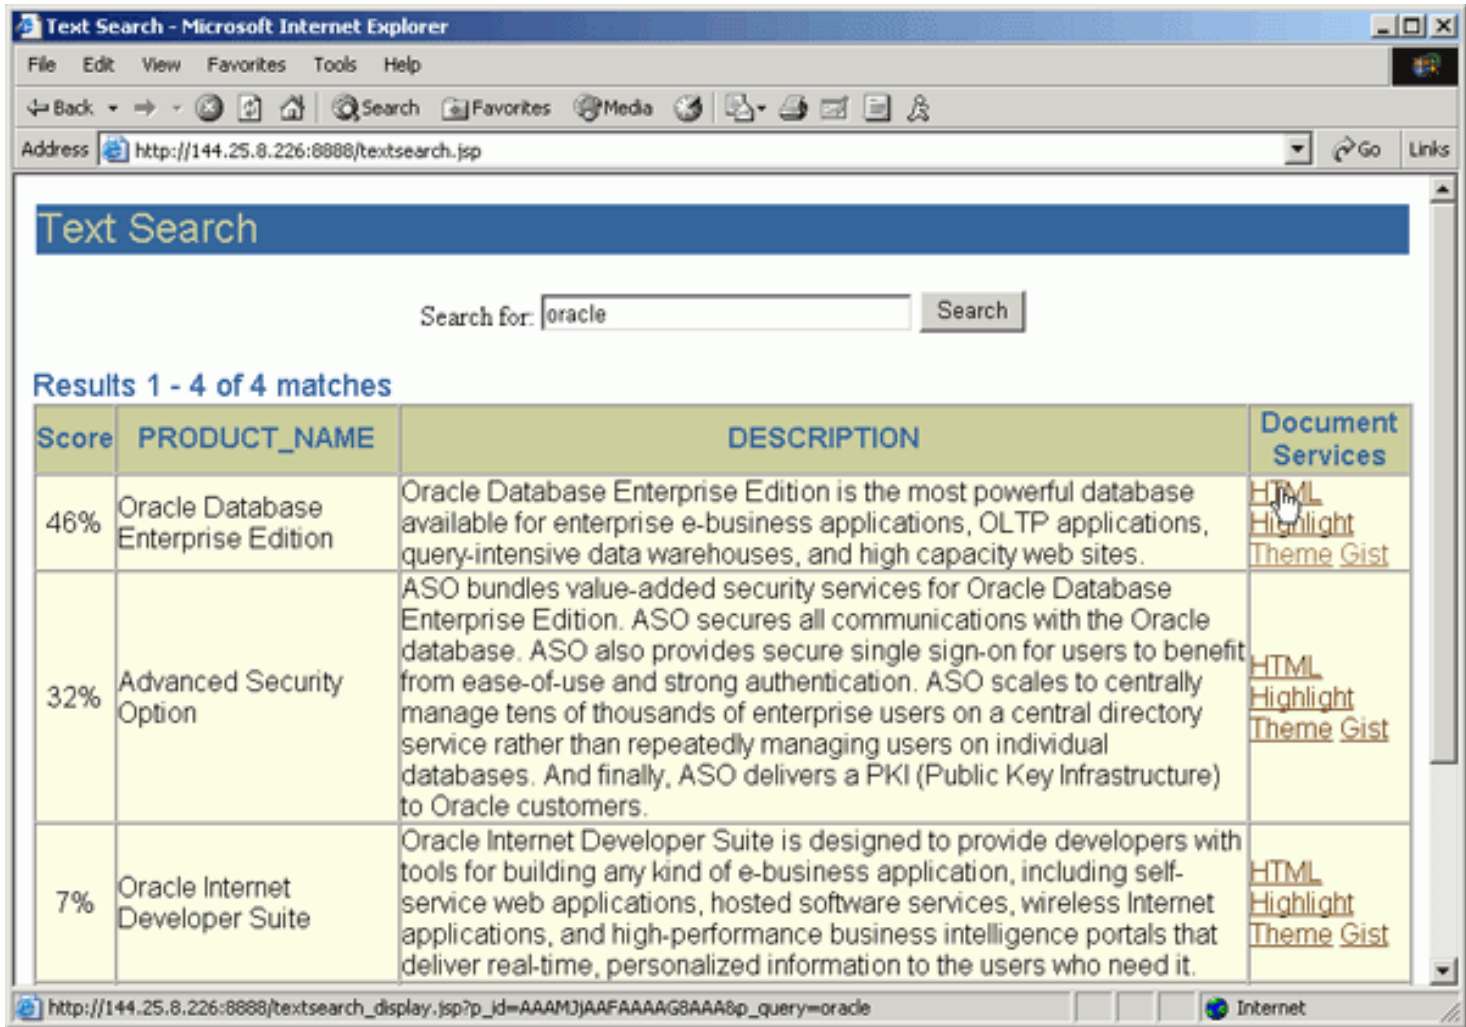 Text Search - Microsoft Internet Explorer
File Edit View Favorites Tools Help
Back Search Favorites Media
Address http://144.25.8.226:8888/textsearch.jsp Go Links
Text Search
Search for: oracle Search
Results 1 - 4 of 4 matches
Score PRODUCT_NAME DESCRIPTION Document Services
46%
Oracle Database
Enterprise Edition
Oracle Database Enterprise Edition is the most powerful database
available for enterprise e-business applications, OLTP applications,
query-intensive data warehouses, and high capacity web sites.
HTML
Highlight
Theme Gist
32%
Advanced Security
Option
ASO bundles value-added security services for Oracle Database
Enterprise Edition. ASO secures all communications with the Oracle
database. ASO also provides secure single sign-on for users to benefit
from ease-of-use and strong authentication. ASO scales to centrally
manage tens of thousands of enterprise users on a central directory
service rather than repeatedly managing users on individual
databases. And finally, ASO delivers a PKI (Public Key Infrastructure)
to Oracle customers.
HTML
Highlight
Theme Gist
7%
Oracle Internet
Developer Suite
Oracle Internet Developer Suite is designed to provide developers with
tools for building any kind of e-business application, including self-
service web applications, hosted software services, wireless Internet
applications, and high-performance business intelligence portals that
deliver real-time, personalized information to the users who need it.
HTML
Highlight
Theme Gist
http://144.25.8.226:8888/textsearch_display.jsp?p_id=AAAMJjAAFAAAAG8AAA&p_query=oracle Internet